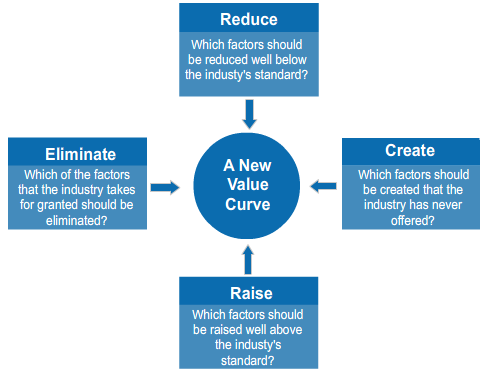 Reduce
Which factors should
be reduced well below
the industy's standard?
Eliminate
Which of the factors
that the industry takes
for granted should be
eliminated?
A New
Value
Curve
Create
Which factors should
be created that the
industry has never
offered?
Raise
Which factors should
be raised well above
the industy's
standard?